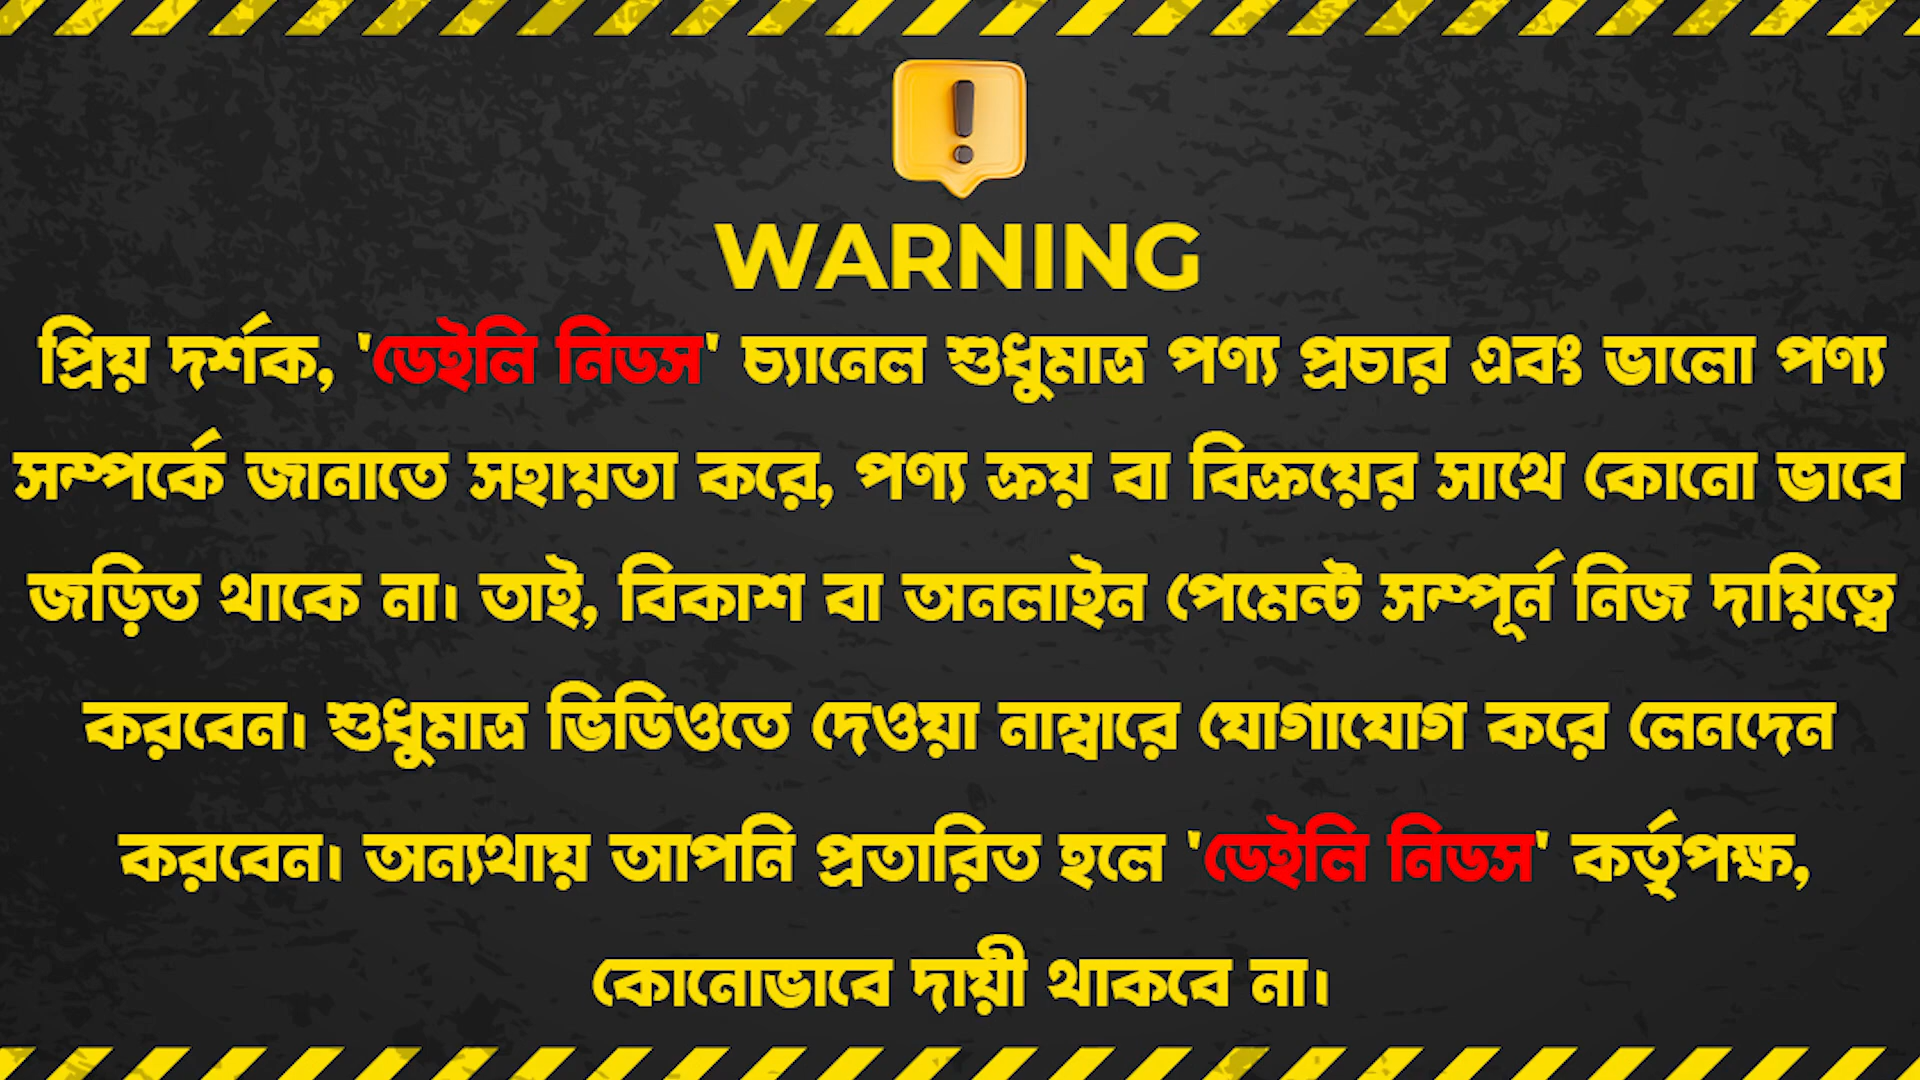 WARNING
প্রিয় দর্শক, 'ডেইলি নিডস' চ্যানেল শুধুমাত্র পণ্য প্রচার এবং ভালো পণ্য
সম্পর্কে জানাতে সহায়তা করে, পণ্য ক্রয় বা বিক্রয়ের সাথে কোনো ভাবে
জড়িত থাকে না। তাই, বিকাশ বা অনলাইন পেমেন্ট সম্পূর্ন নিজ দায়িত্বে
করবেন। শুধুমাত্র ভিডিওতে দেওয়া নাম্বারে যোগাযোগ করে লেনদেন
করবেন। অন্যথায় আপনি প্রতারিত হলে 'ডেইলি নিডস' কর্তৃপক্ষ,
কোনোভাবে দায়ী থাকবে না।